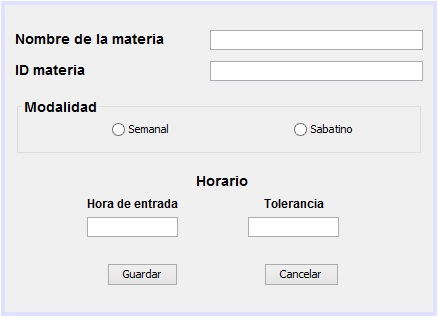 Nombre de la materia
ID materia
Modalidad
Semanal Sabatino
Horario
Hora de entrada Tolerancia
Guardar Cancelar